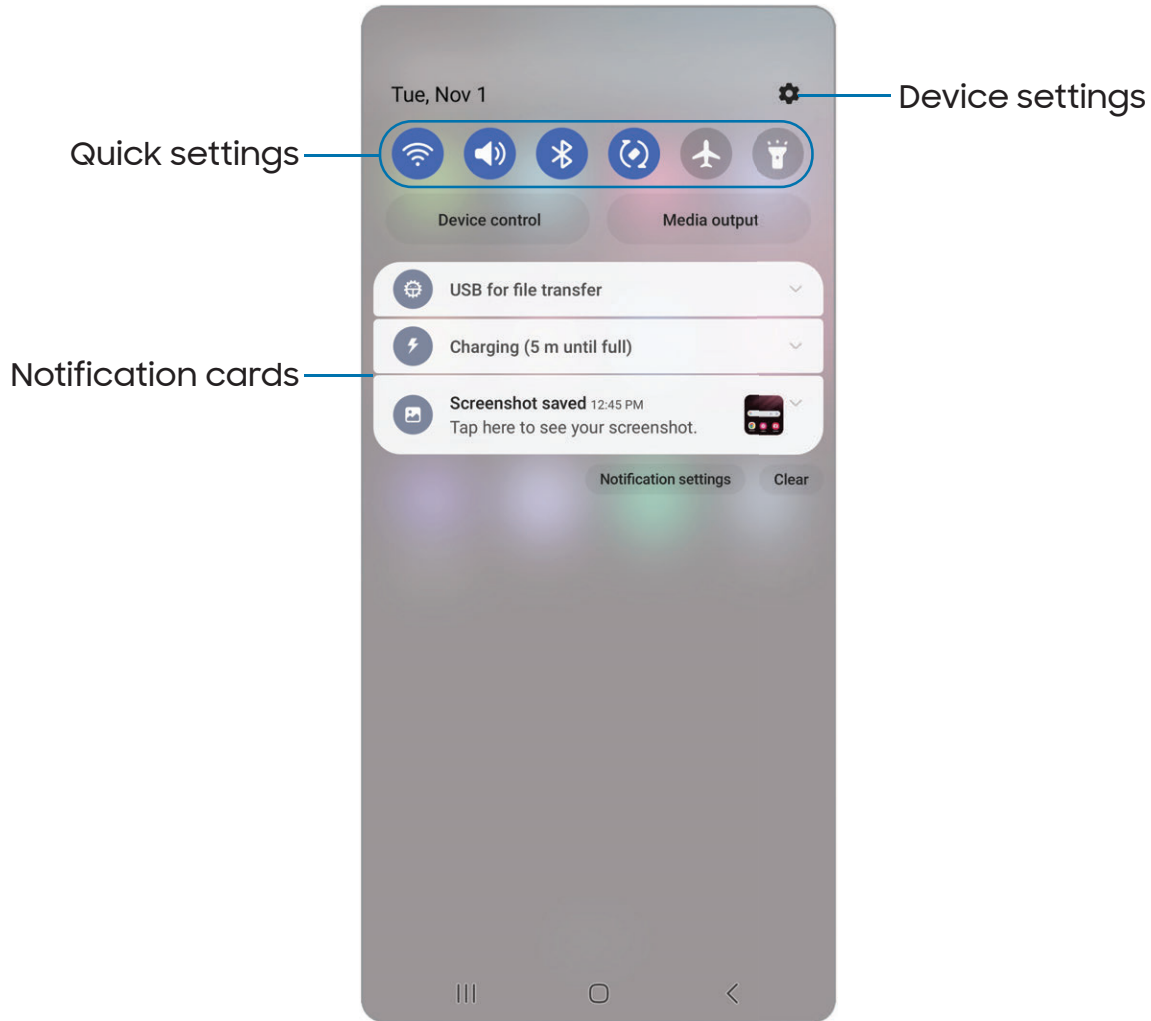 Tue, Nov 1
Device settings
Quick settings
Device control
Media output
USB for file transfer
Charging (5 m until full)
Notification cards
Screenshot saved 12:45 PM
Tap here to see your screenshot.
Notification settings
Clear